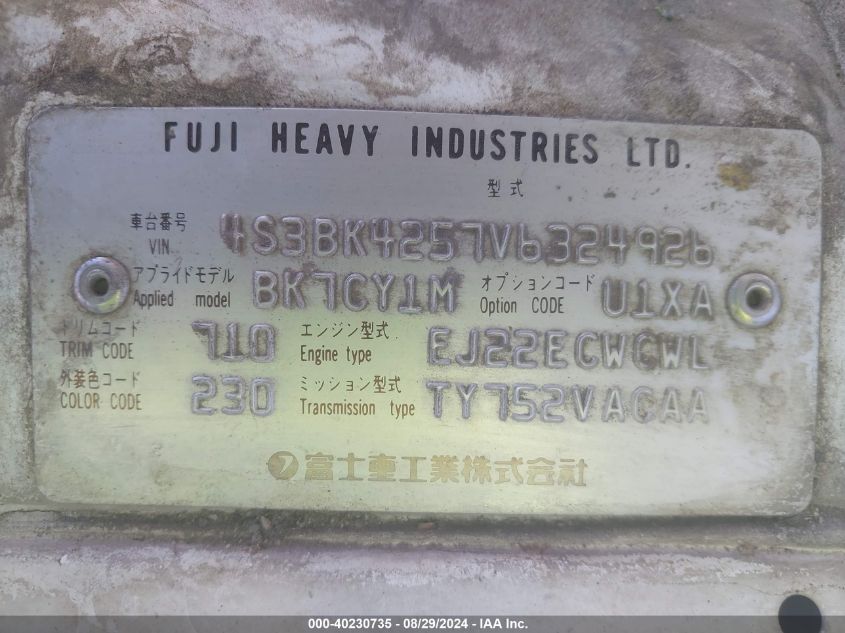 FUJI HEAVY INDUSTRIES LTD.
型式
車台番号 VIN 4S3BK4257V6324926
アプライドモデル Applied model BK7CY1M オプションコード Option CODE U1XA
トリムコード TRIM CODE 710 エンジン型式 Engine type EJ22ECWCWL
外装色コード COLOR CODE 230 ミッション型式 Transmission type TY752VACAA
富士重工業株式会社
000-40230735 - 08/29/2024 - IAA Inc.